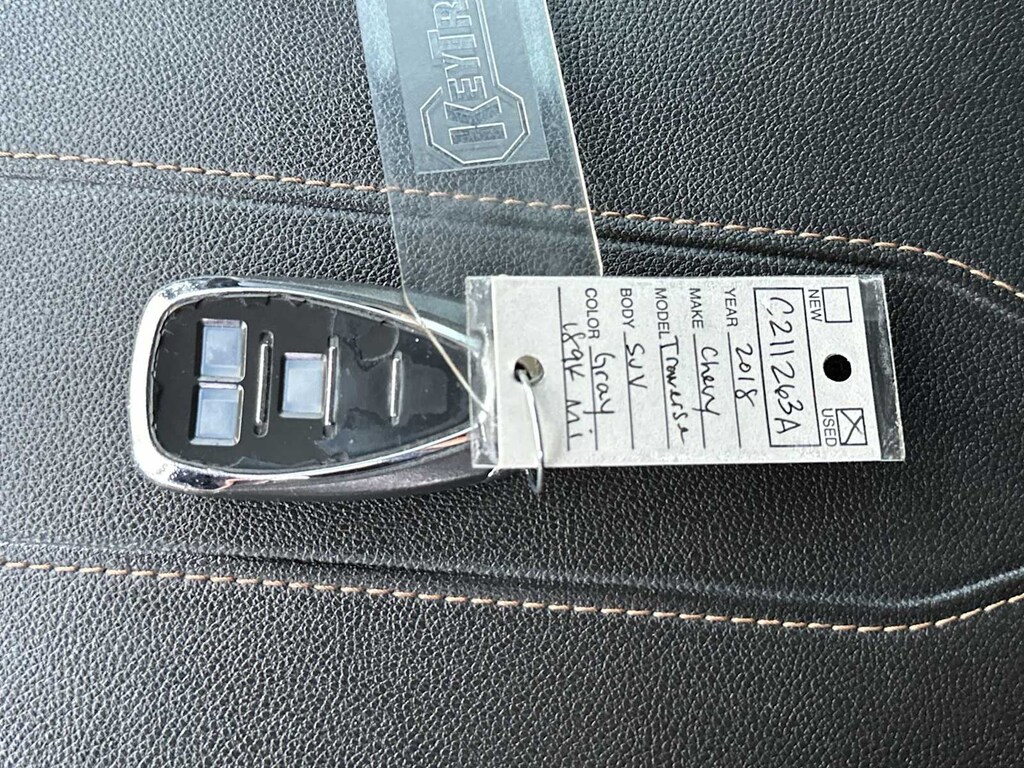 KEYTR
NEW
USED
C211263A
YEAR 2018
MAKE Chevy
MODEL Traverse
BODY SUV
COLOR Gray
189K Mi